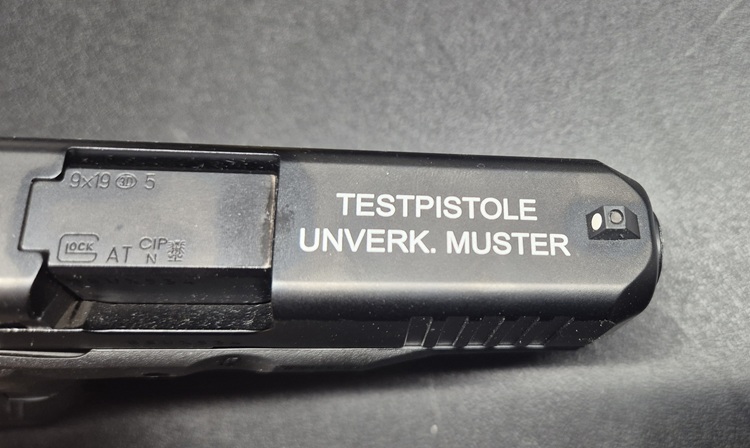 9x19 5
GLOCK AT CIP
N
TESTPISTOLE
UNVERK. MUSTER